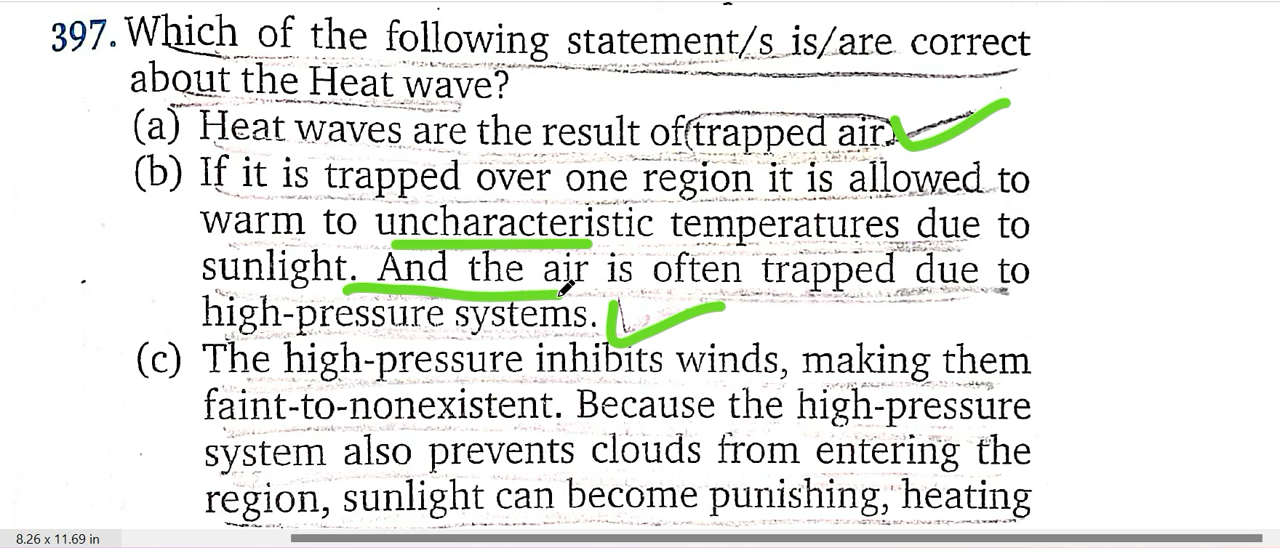 397. Which of the following statement/s is/are correct
about the Heat wave?
(a) Heat waves are the result of trapped air.
(b) If it is trapped over one region it is allowed to
warm to uncharacteristic temperatures due to
sunlight. And the air is often trapped due to
high-pressure systems.
(c) The high-pressure inhibits winds, making them
faint-to-nonexistent. Because the high-pressure
system also prevents clouds from entering the
region, sunlight can become punishing, heating
8.26 x 11.69 in